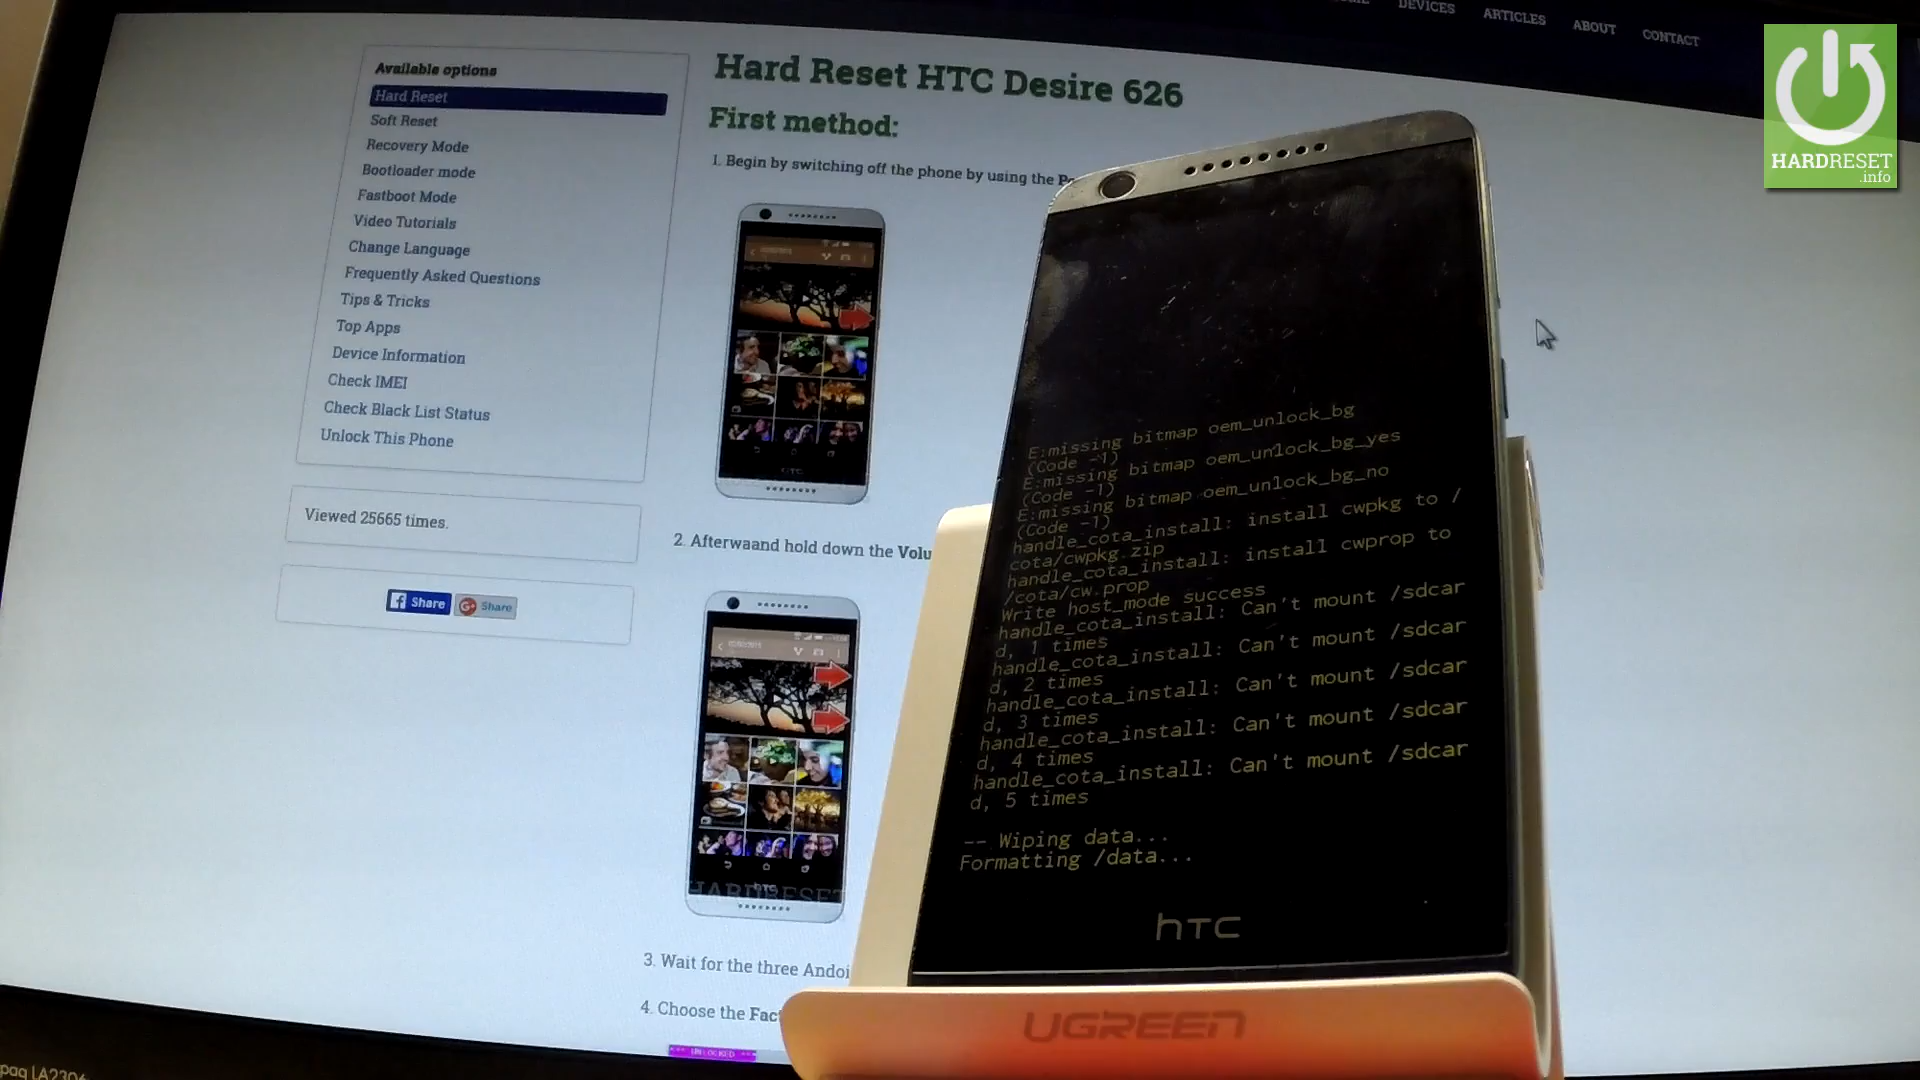 DEVICES
ARTICLES
ABOUT
CONTACT
HARDRESET
.info
Available options
Hard Reset
Soft Reset
Recovery Mode
Bootloader mode
Fastboot Mode
Video Tutorials
Change Language
Frequently Asked Questions
Tips & Tricks
Top Apps
Device Information
Check IMEI
Check Black List Status
Unlock This Phone
Viewed 25665 times.
Share
Share
Hard Reset HTC Desire 626
First method:
1. Begin by switching off the phone by using the
2. Afterwaand hold down the Volu
3. Wait for the three Andoi
4. Choose the Fac
E:missing bitmap oem_unlock_bg
(Code -1)
E:missing bitmap oem_unlock_bg_yes
(Code -1)
E:missing bitmap oem_unlock_bg_no
(Code -1)
handle_cota_install: install cwpkg to /
cota/cwpkg.zip
handle_cota_install: install cwprop to
/cota/cw.prop
Write host_mode success
handle_cota_install: Can't mount /sdcar
d, 1 times
handle_cota_install: Can't mount /sdcar
d, 2 times
handle_cota_install: Can't mount /sdcar
d, 3 times
handle_cota_install: Can't mount /sdcar
d, 4 times
handle_cota_install: Can't mount /sdcar
d, 5 times
-- Wiping data...
Formatting /data...
hTC
UGREEN